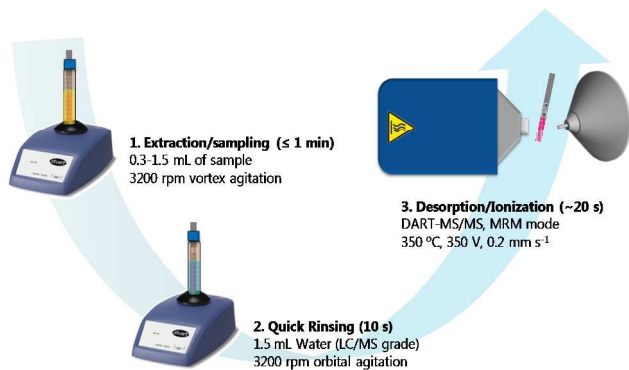 1. Extraction/sampling (≤ 1 min)
0.3-1.5 mL of sample
3200 rpm vortex agitation
stuart
2. Quick Rinsing (10 s)
1.5 mL Water (LC/MS grade)
3200 rpm orbital agitation
stuart
3. Desorption/Ionization (~20 s)
DART-MS/MS, MRM mode
350 ºC, 350 V, 0.2 mm s-1